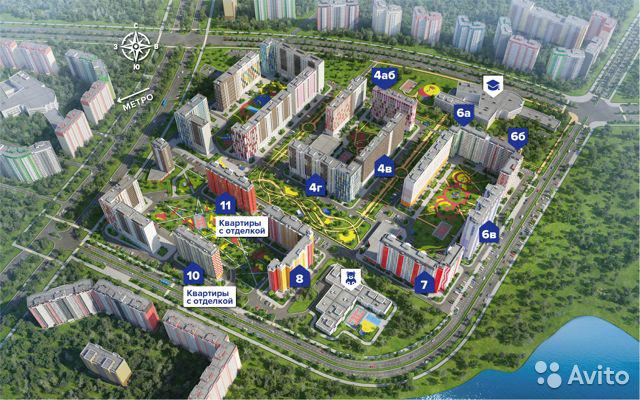 С
З
В
Ю
МЕТРО
4аб
6а
6б
4г
4в
11
Квартиры
с отделкой
6в
10
Квартиры
с отделкой
8
7
Avito